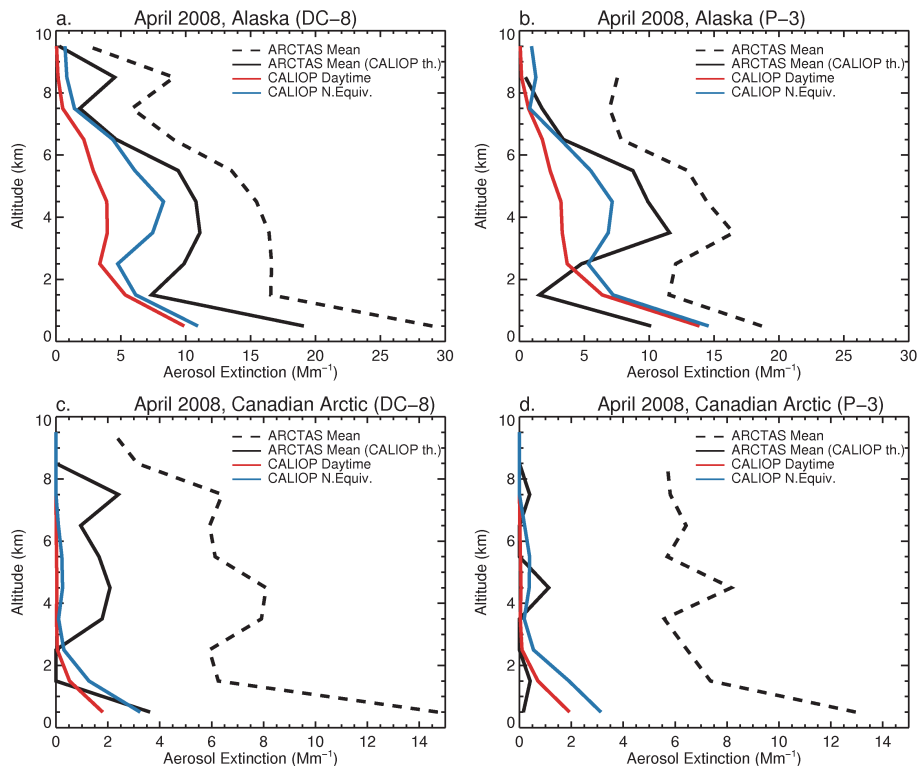 a. April 2008, Alaska (DC−8)
10
8
6
4
2
0
Altitude (km)
ARCTAS Mean
ARCTAS Mean (CALIOP th.)
CALIOP Daytime
CALIOP N.Equiv.
0 5 10 15 20 25 30
Aerosol Extinction (Mm⁻¹)
b. April 2008, Alaska (P−3)
10
8
6
4
2
0
Altitude (km)
ARCTAS Mean
ARCTAS Mean (CALIOP th.)
CALIOP Daytime
CALIOP N.Equiv.
0 5 10 15 20 25 30
Aerosol Extinction (Mm⁻¹)
c. April 2008, Canadian Arctic (DC−8)
10
8
6
4
2
0
Altitude (km)
ARCTAS Mean
ARCTAS Mean (CALIOP th.)
CALIOP Daytime
CALIOP N.Equiv.
0 2 4 6 8 10 12 14
Aerosol Extinction (Mm⁻¹)
d. April 2008, Canadian Arctic (P−3)
10
8
6
4
2
0
Altitude (km)
ARCTAS Mean
ARCTAS Mean (CALIOP th.)
CALIOP Daytime
CALIOP N.Equiv.
0 2 4 6 8 10 12 14
Aerosol Extinction (Mm⁻¹)